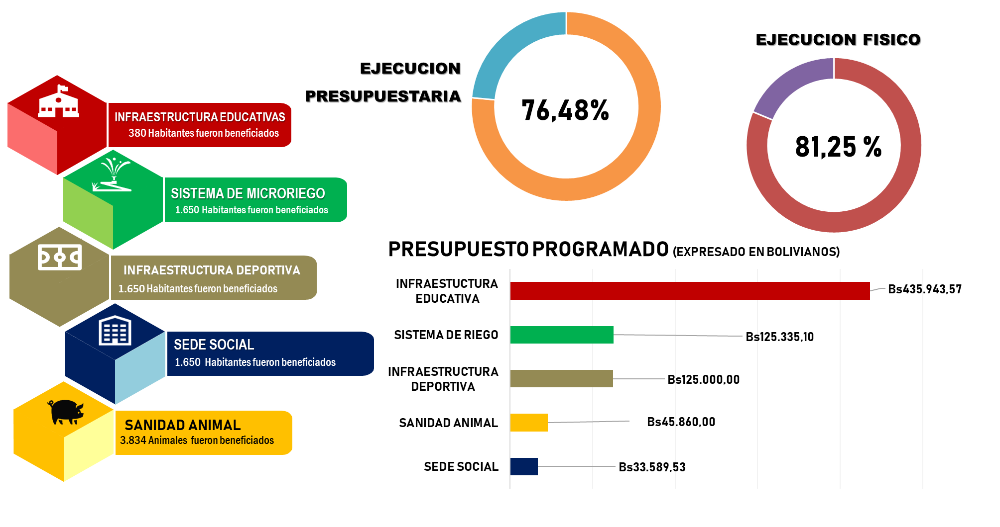 INFRAESTRUCTURA EDUCATIVAS
380 Habitantes fueron beneficiados
SISTEMA DE MICRORIEGO
1.650 Habitantes fueron beneficiados
INFRAESTRUCTURA DEPORTIVA
1.650 Habitantes fueron beneficiados
SEDE SOCIAL
1.650 Habitantes fueron beneficiados
SANIDAD ANIMAL
3.834 Animales fueron beneficiados
EJECUCION
PRESUPUESTARIA
76,48%
EJECUCION FISICO
81,25 %
PRESUPUESTO PROGRAMADO (EXPRESADO EN BOLIVIANOS)
INFRAESTUCTURA
EDUCATIVA
Bs435.943,57
SISTEMA DE RIEGO
Bs125.335,10
INFRAESTRUCTURA
DEPORTIVA
Bs125.000,00
SANIDAD ANIMAL
Bs45.860,00
SEDE SOCIAL
Bs33.589,53